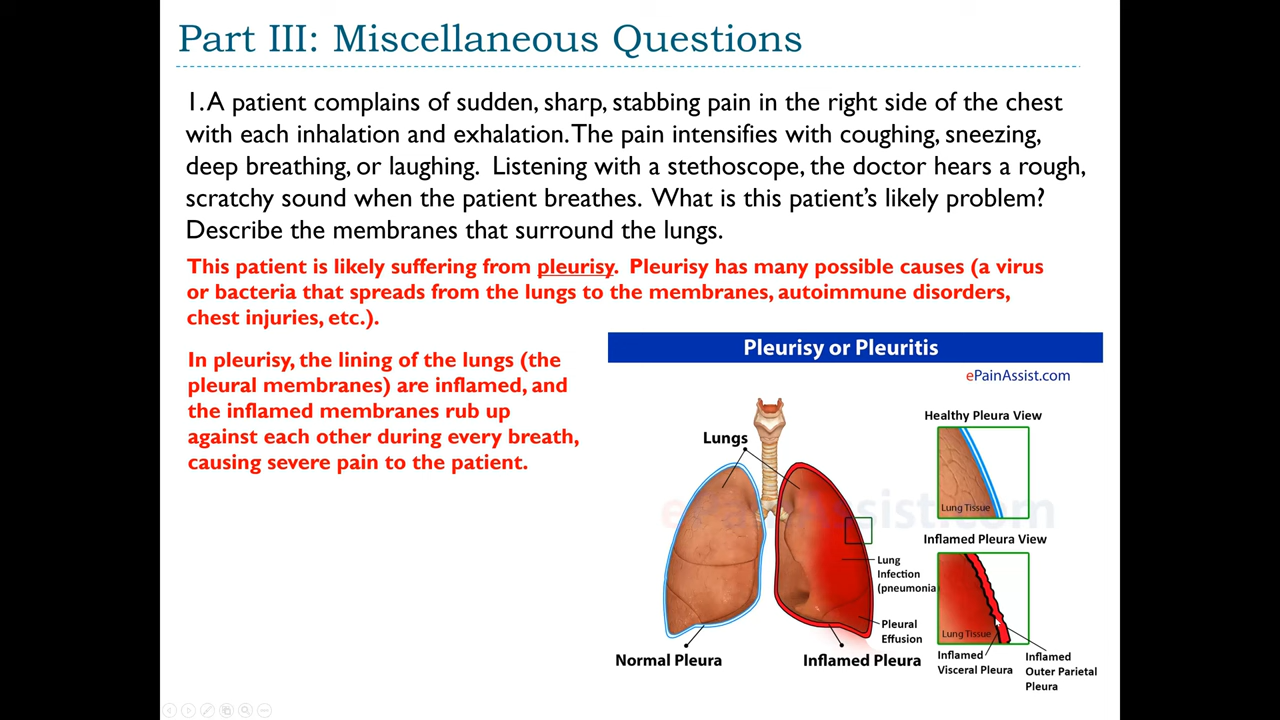 Part III: Miscellaneous Questions
1. A patient complains of sudden, sharp, stabbing pain in the right side of the chest
with each inhalation and exhalation. The pain intensifies with coughing, sneezing,
deep breathing, or laughing. Listening with a stethoscope, the doctor hears a rough,
scratchy sound when the patient breathes. What is this patient's likely problem?
Describe the membranes that surround the lungs.
This patient is likely suffering from pleurisy. Pleurisy has many possible causes (a virus
or bacteria that spreads from the lungs to the membranes, autoimmune disorders,
chest injuries, etc.).
In pleurisy, the lining of the lungs (the
pleural membranes) are inflamed, and
the inflamed membranes rub up
against each other during every breath,
causing severe pain to the patient.
Pleurisy or Pleuritis
ePainAssist.com
Lungs
Healthy Pleura View
Lung Tissue
ePainAssist.com
Inflamed Pleura View
Lung
Infection
(pneumonia
Pleural
Effusion
Lung Tissue
Normal Pleura
Inflamed Pleura
Inflamed
Visceral Pleura
Inflamed
Outer Parietal
Pleura